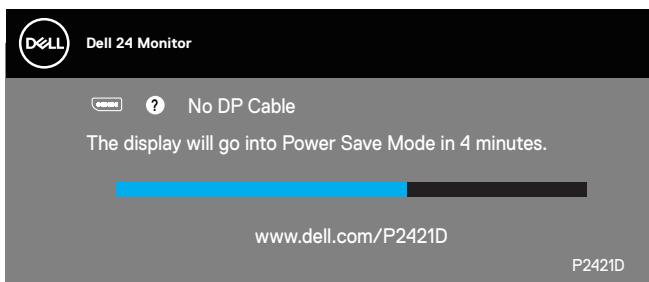 DELL
Dell 24 Monitor
? No DP Cable
The display will go into Power Save Mode in 4 minutes.
www.dell.com/P2421D
P2421D